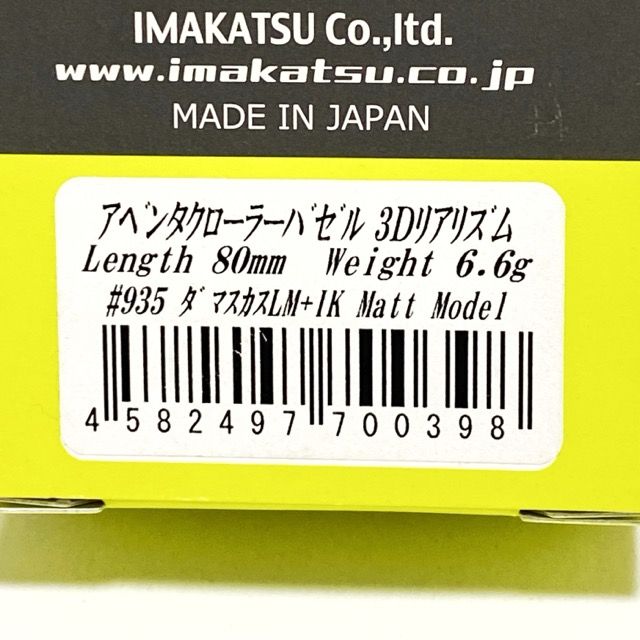 IMAKATSU Co.,ltd.
www.imakatsu.co.jp
MADE IN JAPAN
アベンタクローラーバゼル 3Dリアリズム
Length 80mm Weight 6.6g
#935 ダマスカスLM+IK Matt Model
4 582497 700398